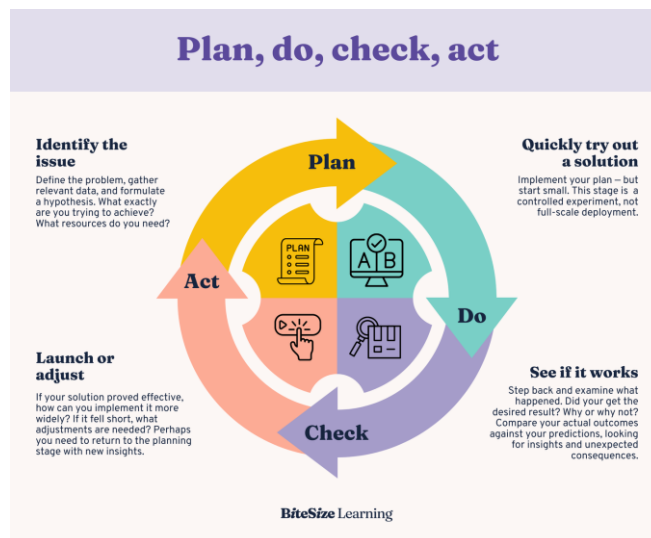 Plan, do, check, act
Identify the
issue
Define the problem, gather
relevant data, and formulate
a hypothesis. What exactly
are you trying to achieve?
What resources do you need?
Quickly try out
a solution
Implement your plan – but
start small. This stage is a
controlled experiment, not
full-scale deployment.
Plan
PLAN
A B
Act
Do
Check
Launch or
adjust
If your solution proved effective,
how can you implement it more
widely? If it fell short, what
adjustments are needed? Perhaps
you need to return to the planning
stage with new insights.
See if it works
Step back and examine what
happened. Did your get the
desired result? Why or why not?
Compare your actual outcomes
against your predictions, looking
for insights and unexpected
consequences.
BiteSize Learning